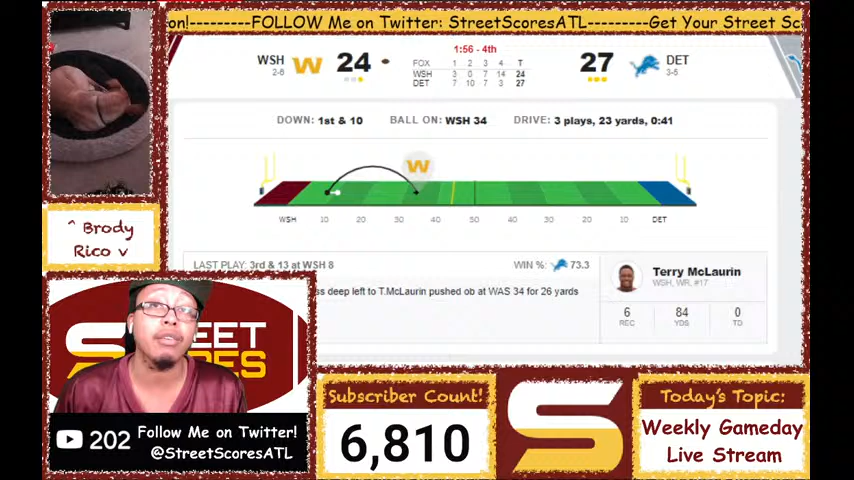 on!---------FOLLOW Me on Twitter: StreetScoresATL---------Get Your Street Sc
1:56 - 4th
WSH
2-6
W
24
FOX 1 2 3 4 T
WSH 3 0 7 14 24
DET 7 10 7 3 27
27
DET
3-5
DOWN: 1st & 10
BALL ON: WSH 34
DRIVE: 3 plays, 23 yards, 0:41
W
WSH 10 20 30 40 50 40 30 20 10 DET
LAST PLAY: 3rd & 13 at WSH 8
WIN %: 73.3
ss deep left to T.McLaurin pushed ob at WAS 34 for 26 yards
Terry McLaurin
WSH, WR, #17
6 84 0
REC YDS TD
^ Brody
Rico v
STREET
SCORES
202
Follow Me on Twitter!
@StreetScoresATL
Subscriber Count!
6,810
S
Today's Topic:
Weekly Gameday
Live Stream